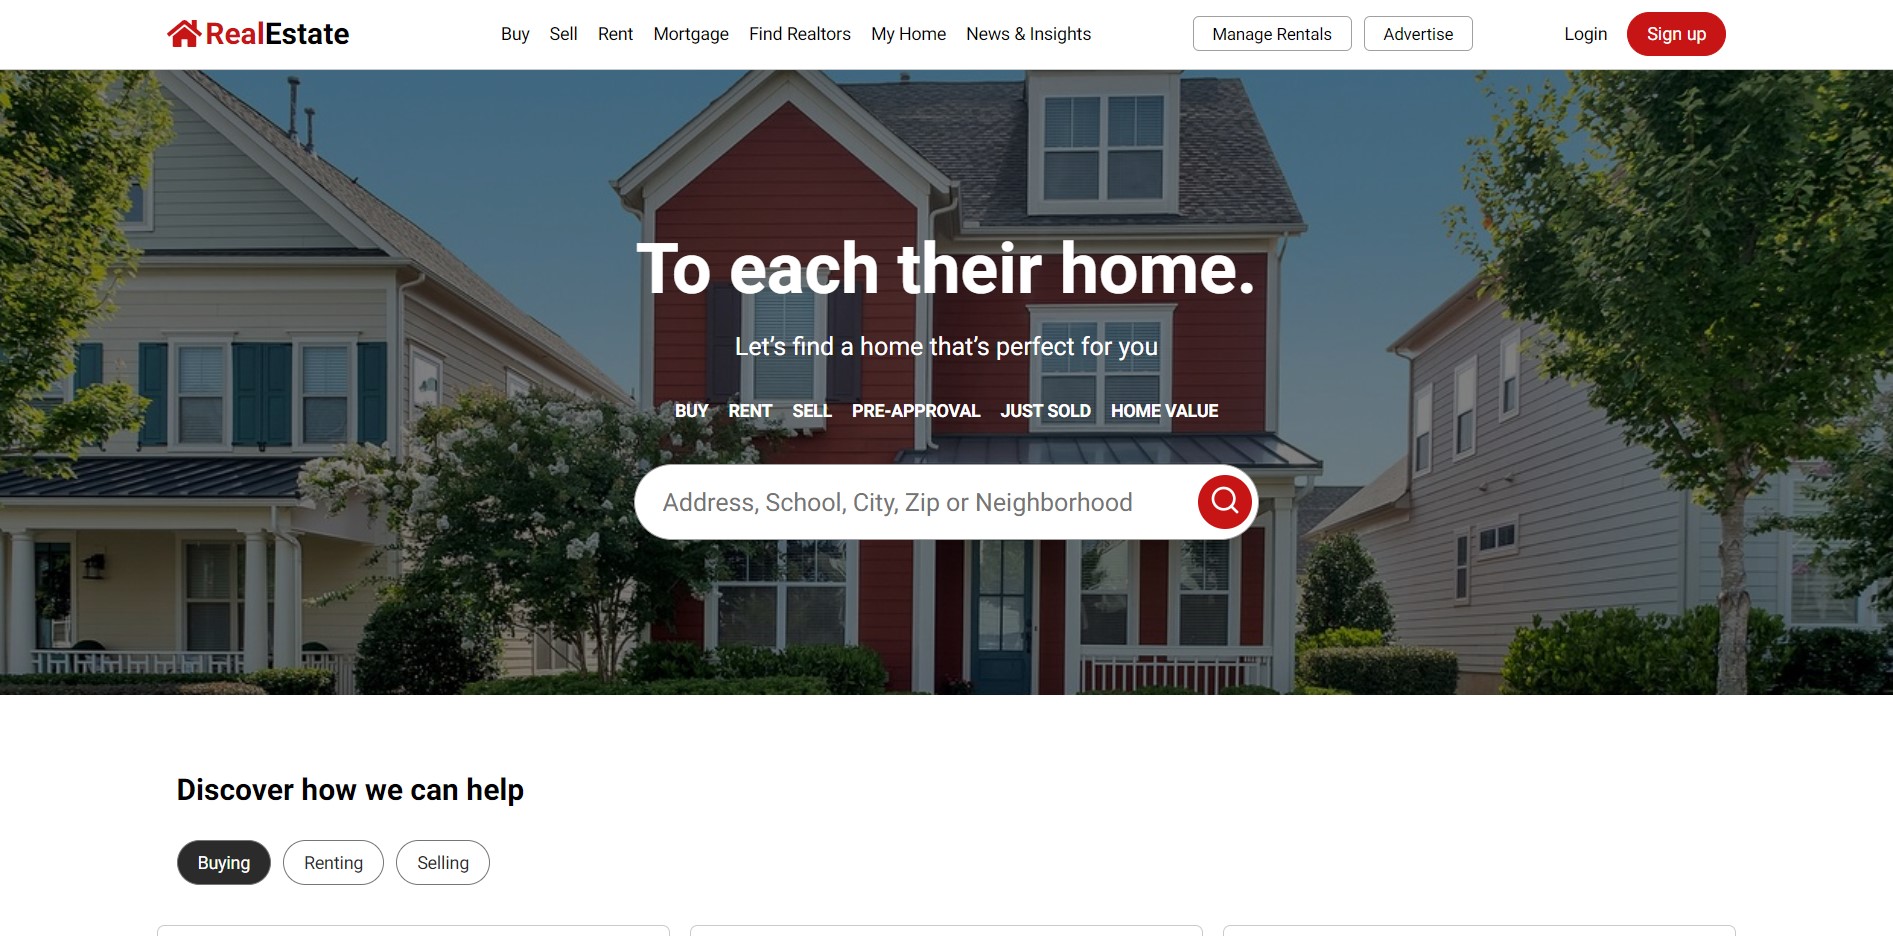 RealEstate
Buy Sell Rent Mortgage Find Realtors My Home News & Insights
Manage Rentals Advertise
Login Sign up
To each their home.
Let’s find a home that’s perfect for you
BUY RENT SELL PRE-APPROVAL JUST SOLD HOME VALUE
Address, School, City, Zip or Neighborhood
Discover how we can help
Buying Renting Selling